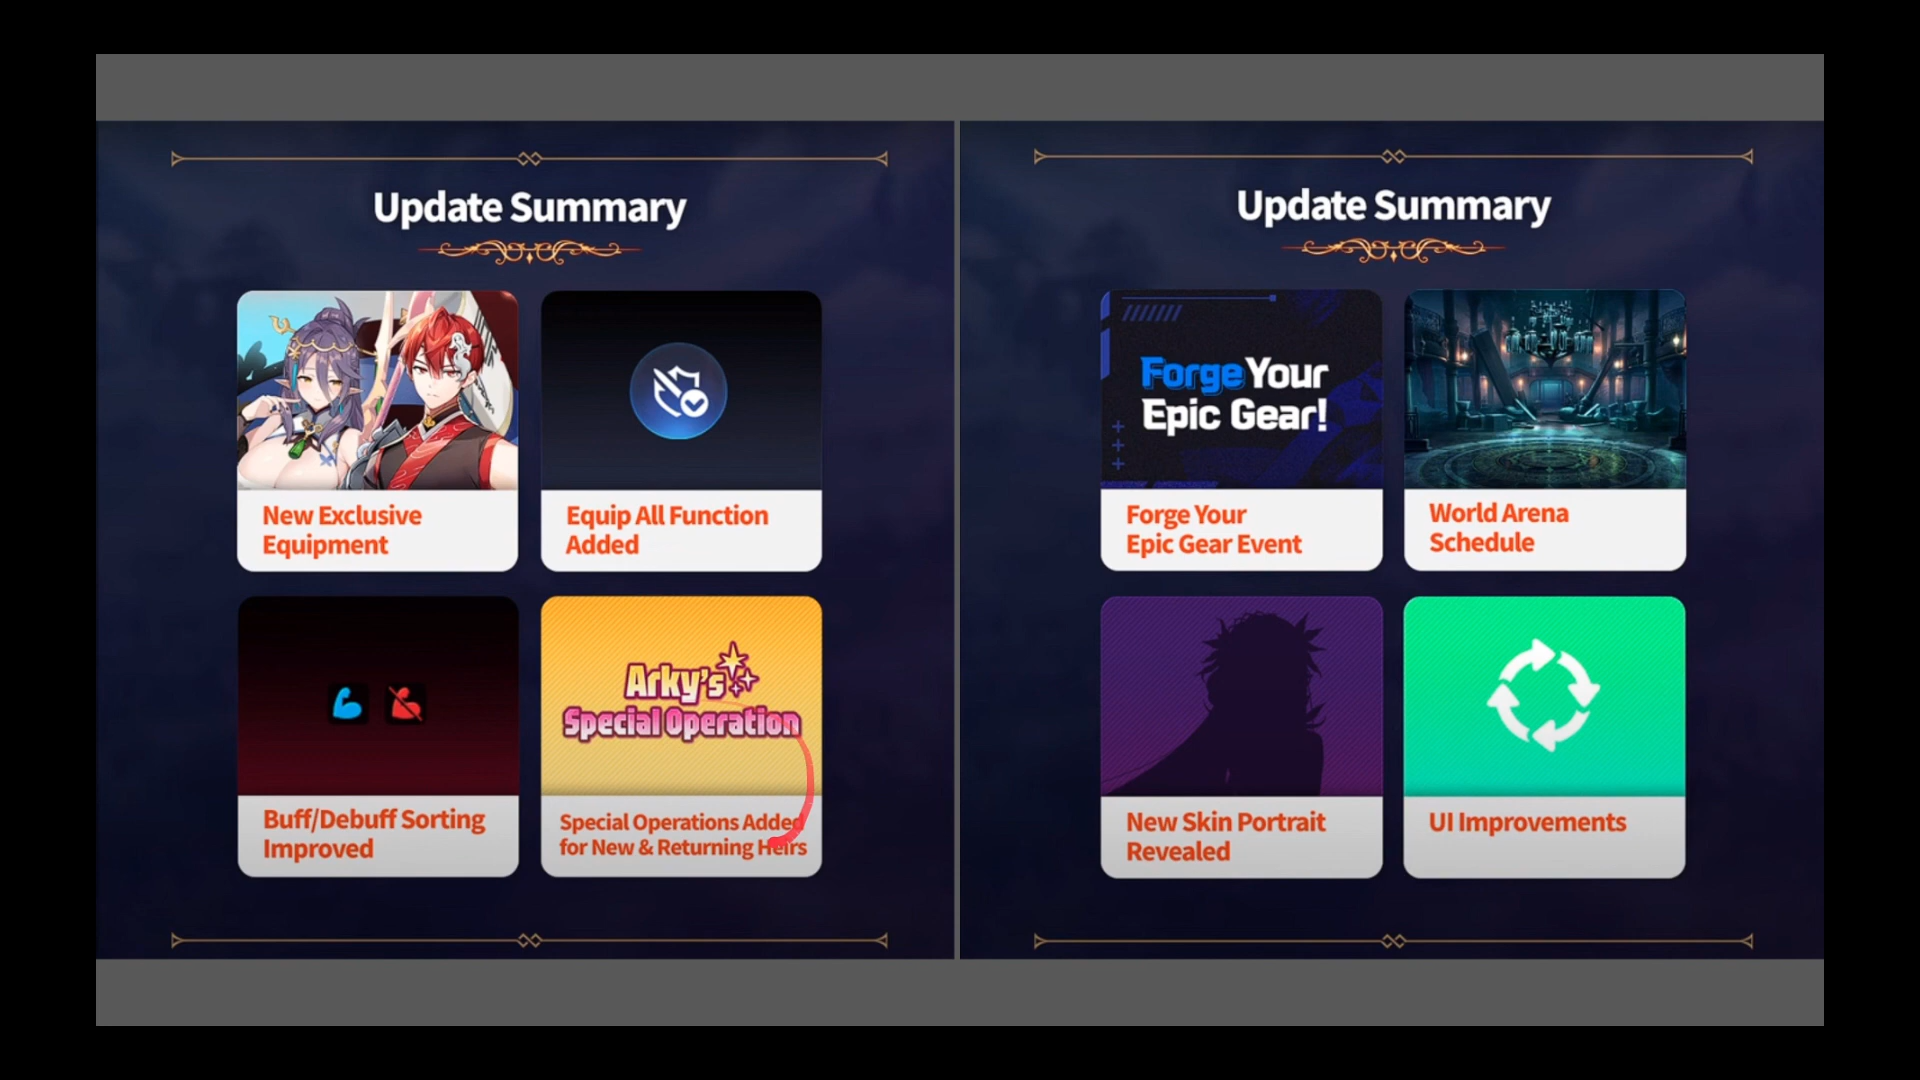 Update Summary
New Exclusive
Equipment
Equip All Function
Added
Buff/Debuff Sorting
Improved
Arky's
Special Operation
Special Operations Added
for New & Returning Heirs
Update Summary
Forge Your
Epic Gear!
Forge Your
Epic Gear Event
World Arena
Schedule
New Skin Portrait
Revealed
UI Improvements